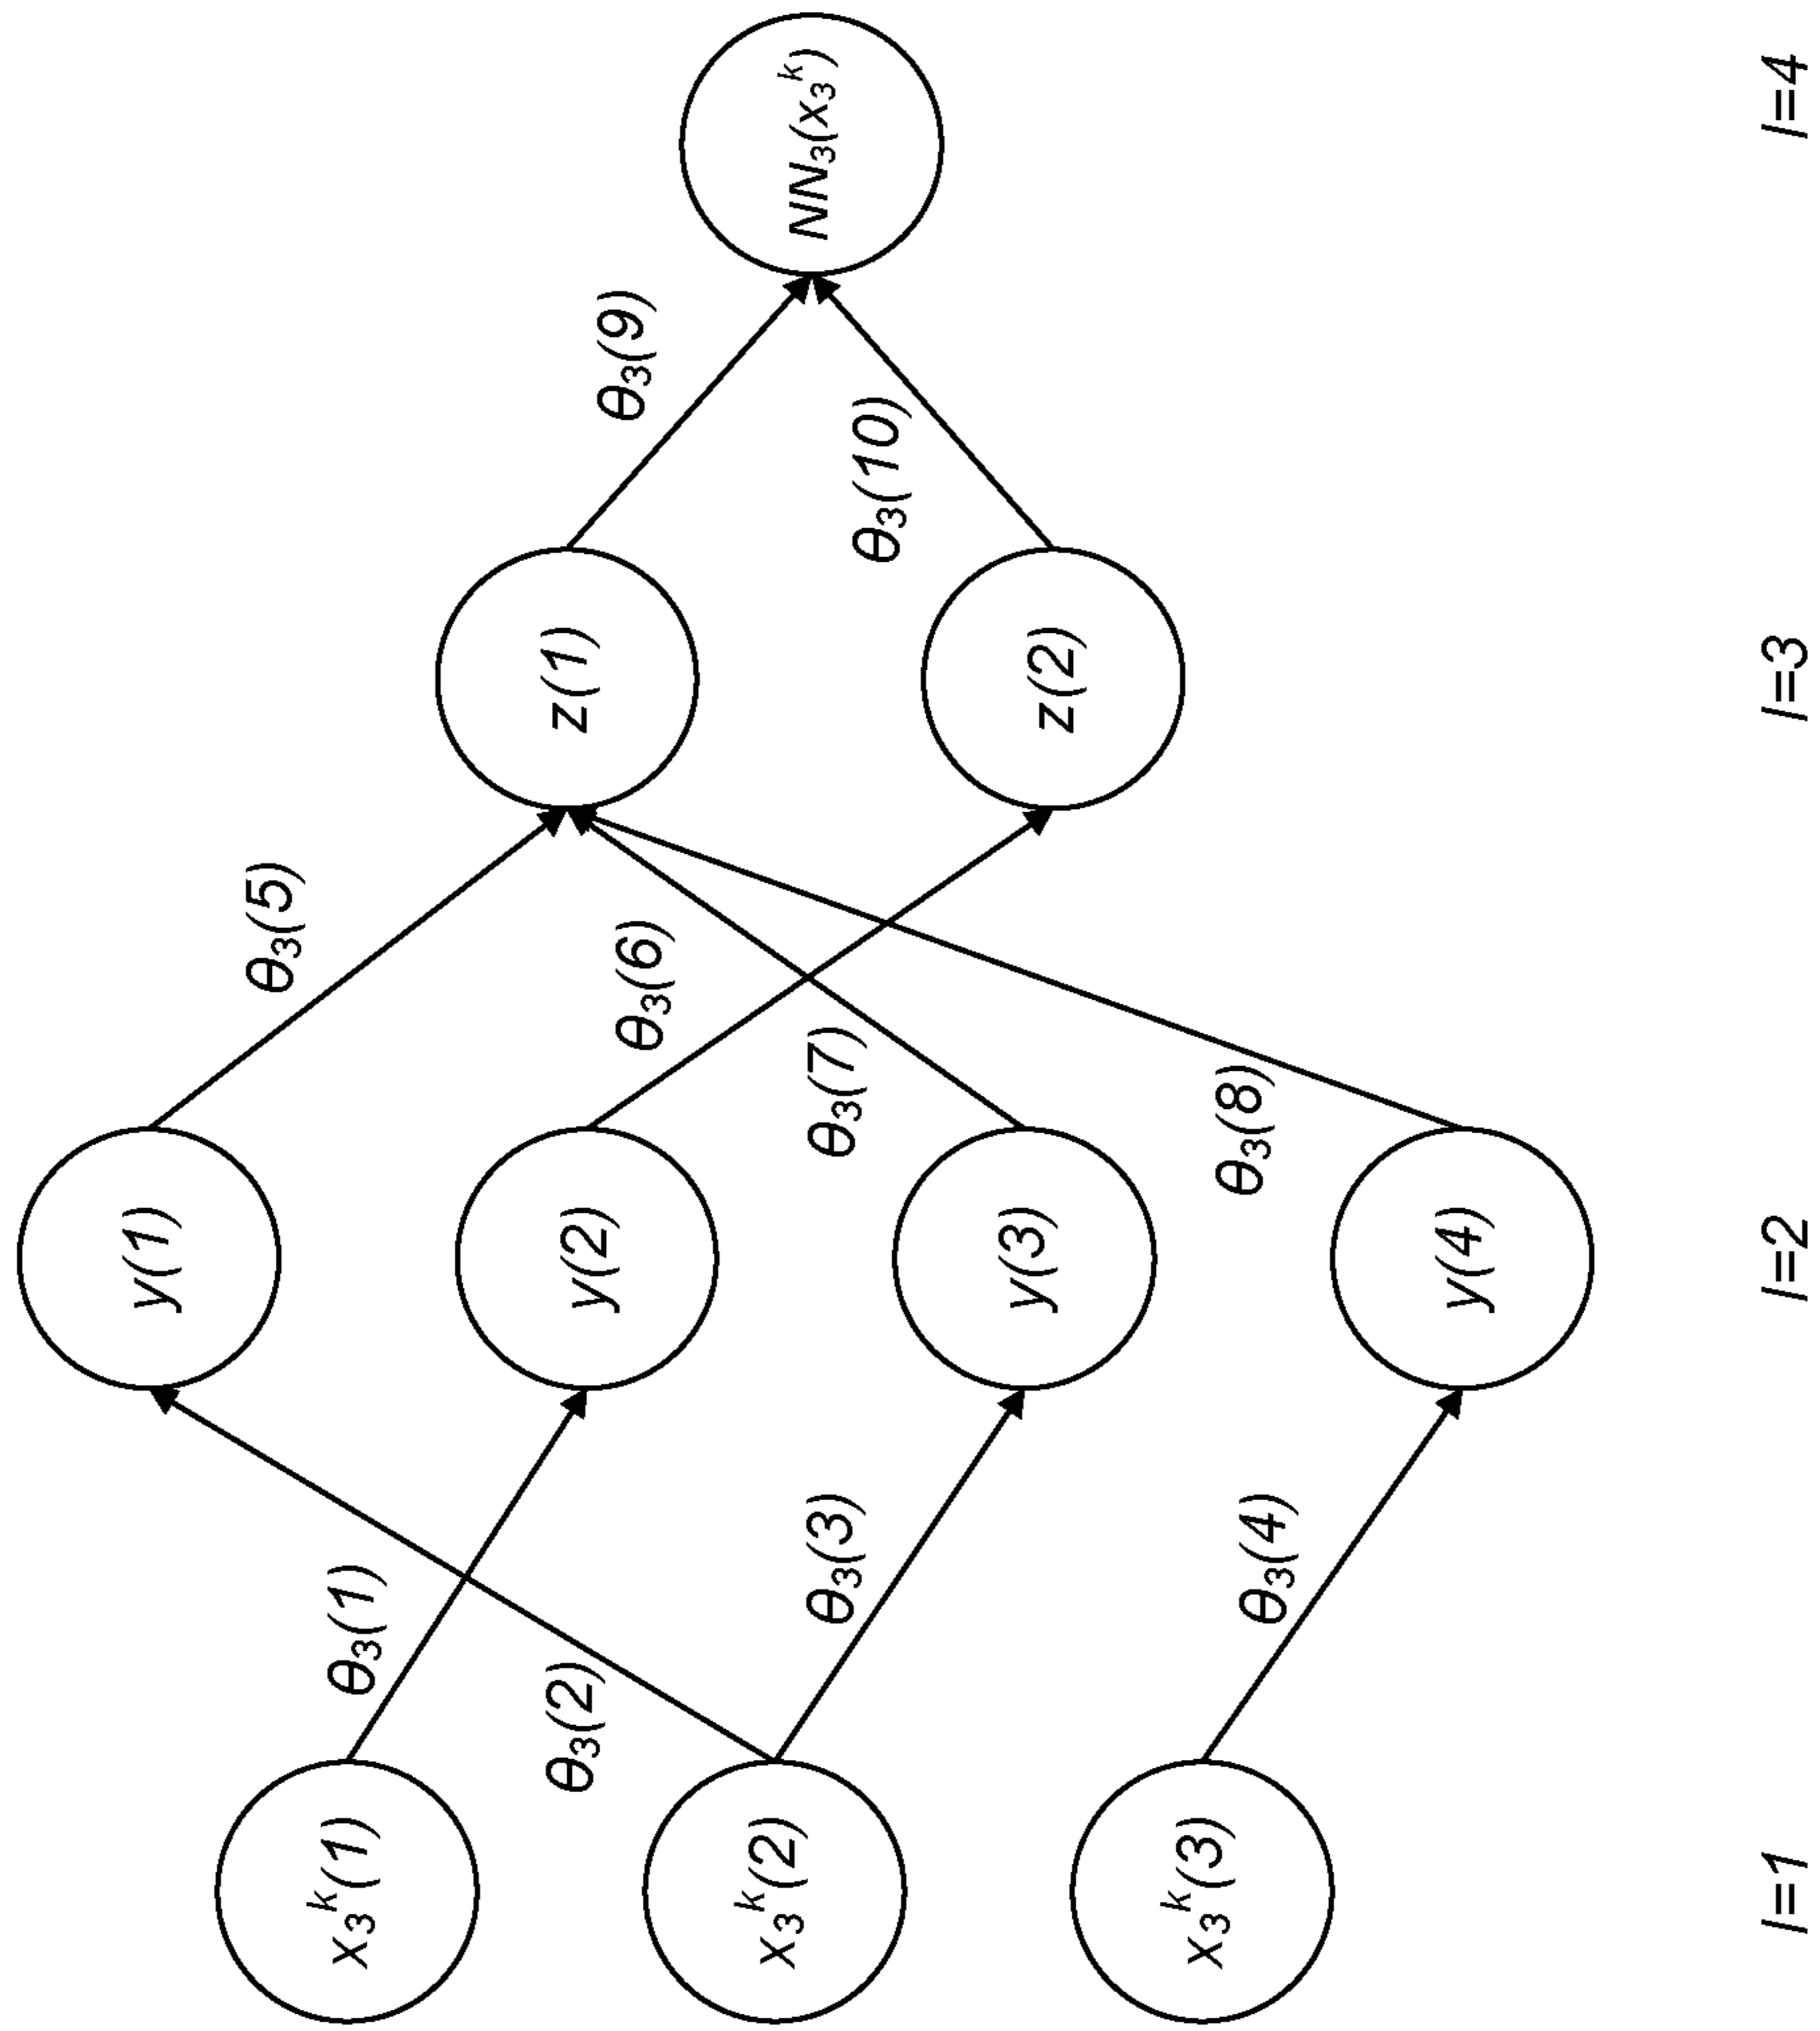 x₃ᵏ(1)
x₃ᵏ(2)
x₃ᵏ(3)
θ₃(1)
θ₃(2)
θ₃(3)
θ₃(4)
y(1)
y(2)
y(3)
y(4)
θ₃(5)
θ₃(6)
θ₃(7)
θ₃(8)
z(1)
z(2)
θ₃(9)
θ₃(10)
NN₃(x₃ᵏ)
l=1
l=2
l=3
l=4